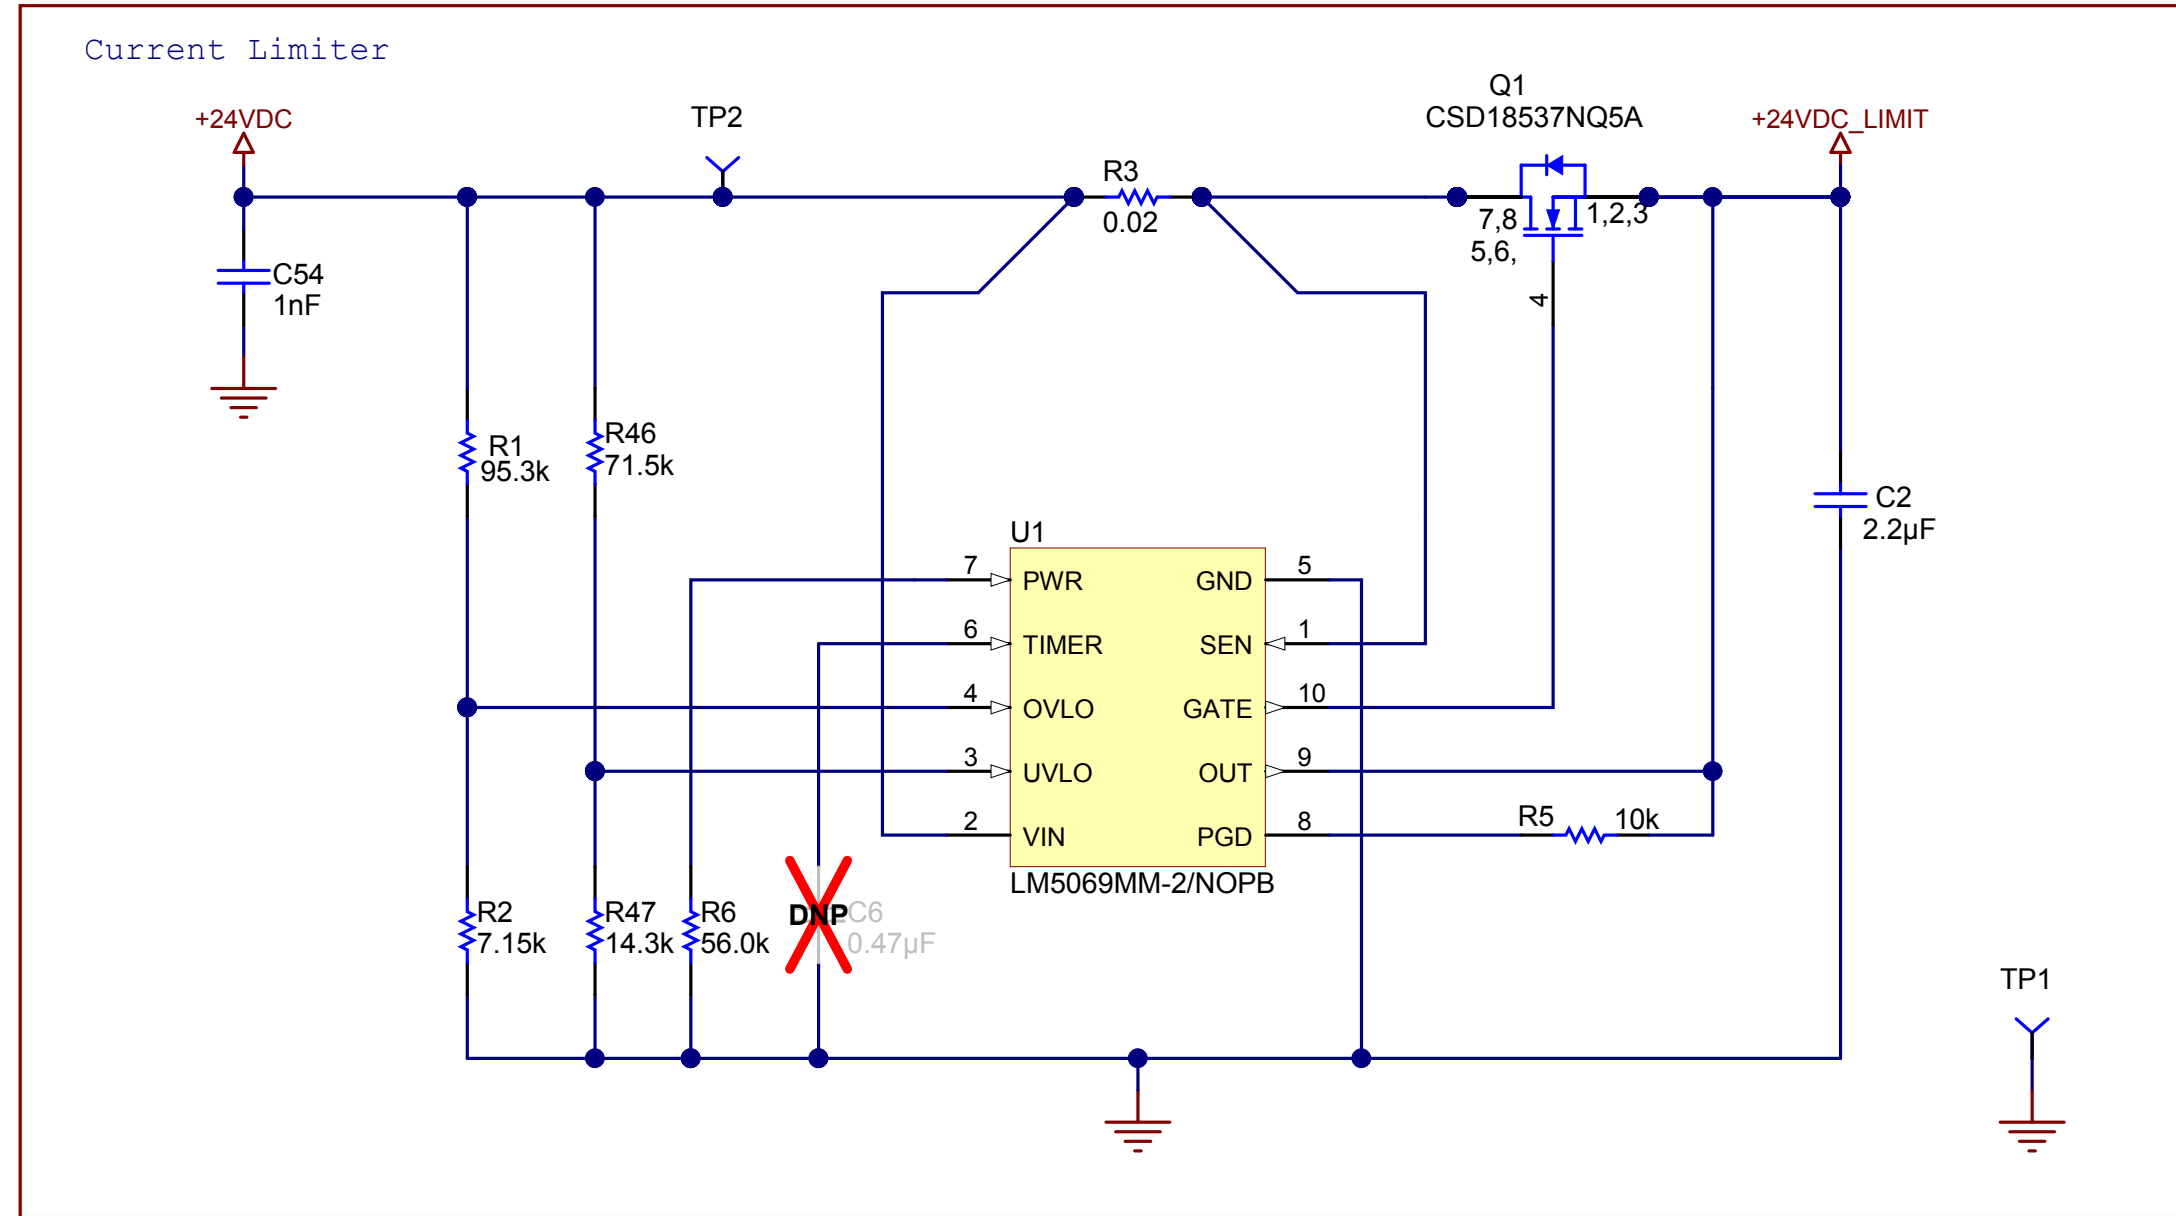 Current Limiter
+24VDC
TP2
Q1
CSD18537NQ5A
+24VDC_LIMIT
R3
0.02
7,8
5,6,
1,2,3
4
C54
1nF
R1
95.3k
R46
71.5k
C2
2.2µF
U1
7
PWR
GND
5
6
TIMER
SEN
1
4
OVLO
GATE
10
3
UVLO
OUT
9
2
VIN
PGD
8
R5
10k
LM5069MM-2/NOPB
R2
7.15k
R47
14.3k
R6
56.0k
DNP
C6
0.47µF
TP1